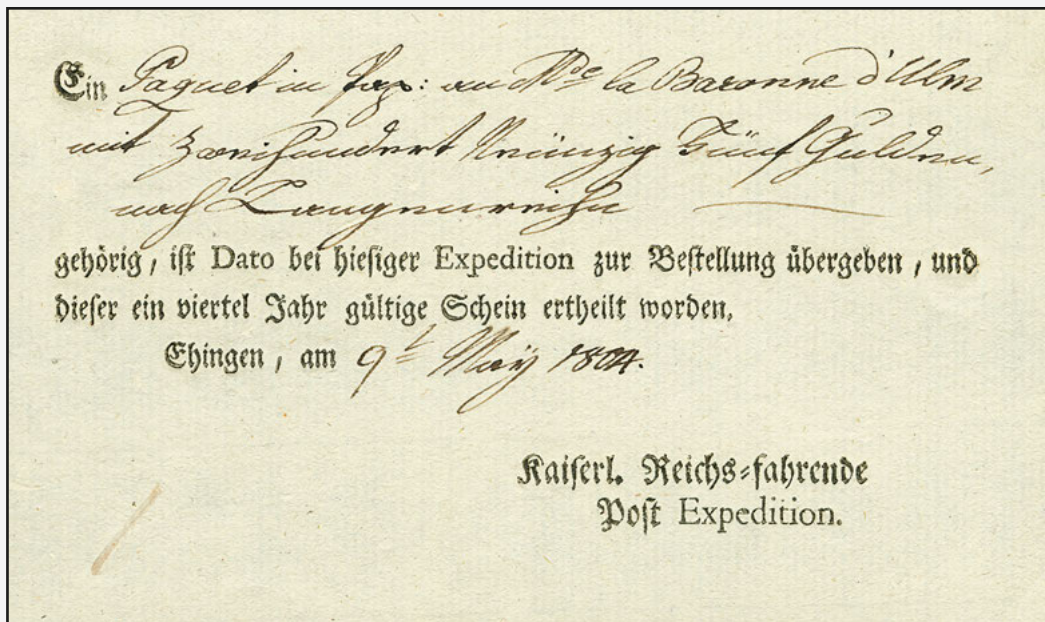 Ein Paquet in Pap: an Mde la Baronne d'Ulm
mit Zweihundert Neünzig Fünf Gulden,
nach Langenreihn
gehörig, iſt Dato bei hieſiger Expedition zur Beſtellung übergeben, und
dieſer ein viertel Jahr gültige Schein ertheilt worden.
Ehingen, am 9t May 1804.
Kaiſerl. Reichs-fahrende
Poſt Expedition.